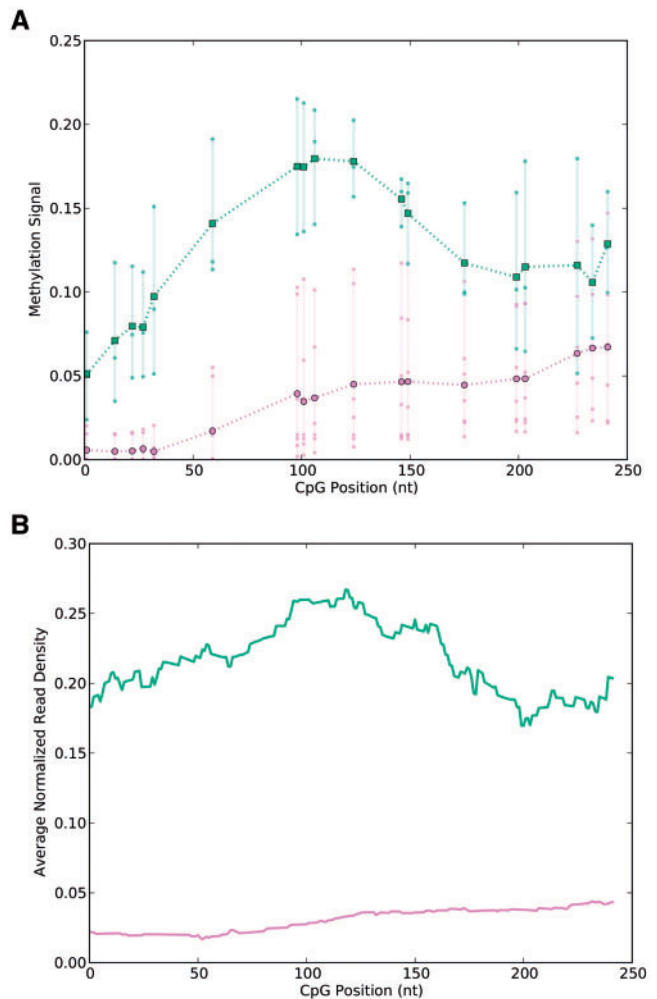 A
0.25
0.20
0.15
0.10
0.05
0.00
Methylation Signal
0 50 100 150 200 250
CpG Position (nt)
B
0.30
0.25
0.20
0.15
0.10
0.05
0.00
Average Normalized Read Density
0 50 100 150 200 250
CpG Position (nt)